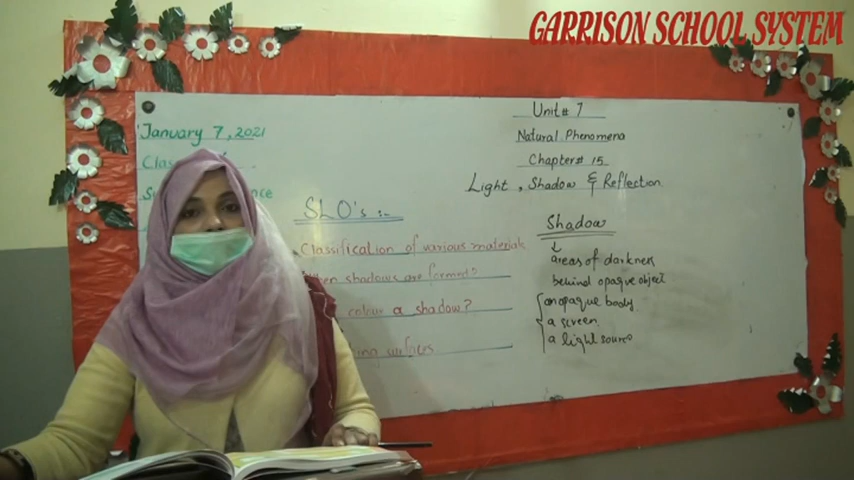 GARRISON SCHOOL SYSTEM
January 7, 2021
Unit# 7
Natural Phenomena
Chapter# 15
Light, Shadow & Reflection
SLO's :-
Classification of various materials
shadows are formed?
colour a shadow?
Shadow
↓
areas of darkness
behind opaque object
an opaque body
a screen
a light source